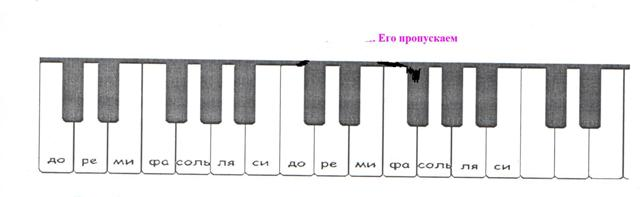 ... Его пропускаем
до ре ми фа соль ля си до ре ми фа соль ля си